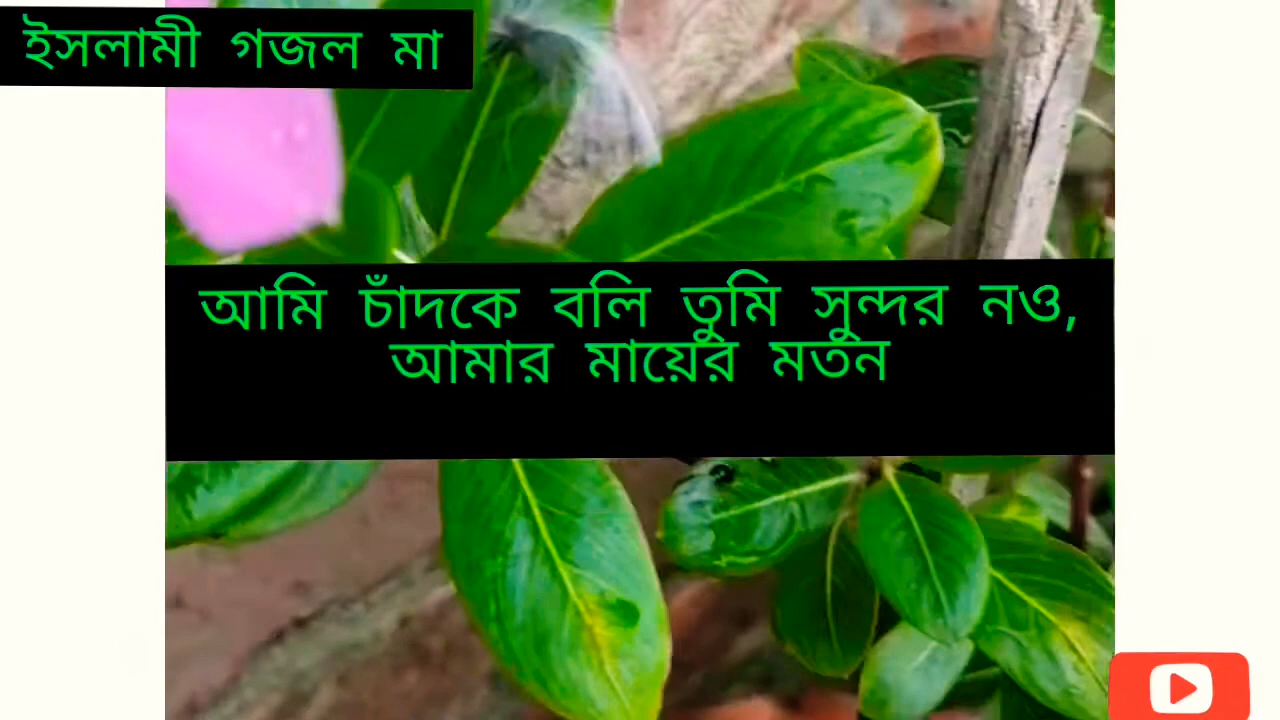 ইসলামী গজল মা
আমি চাঁদকে বলি তুমি সুন্দর নও,
আমার মায়ের মতন